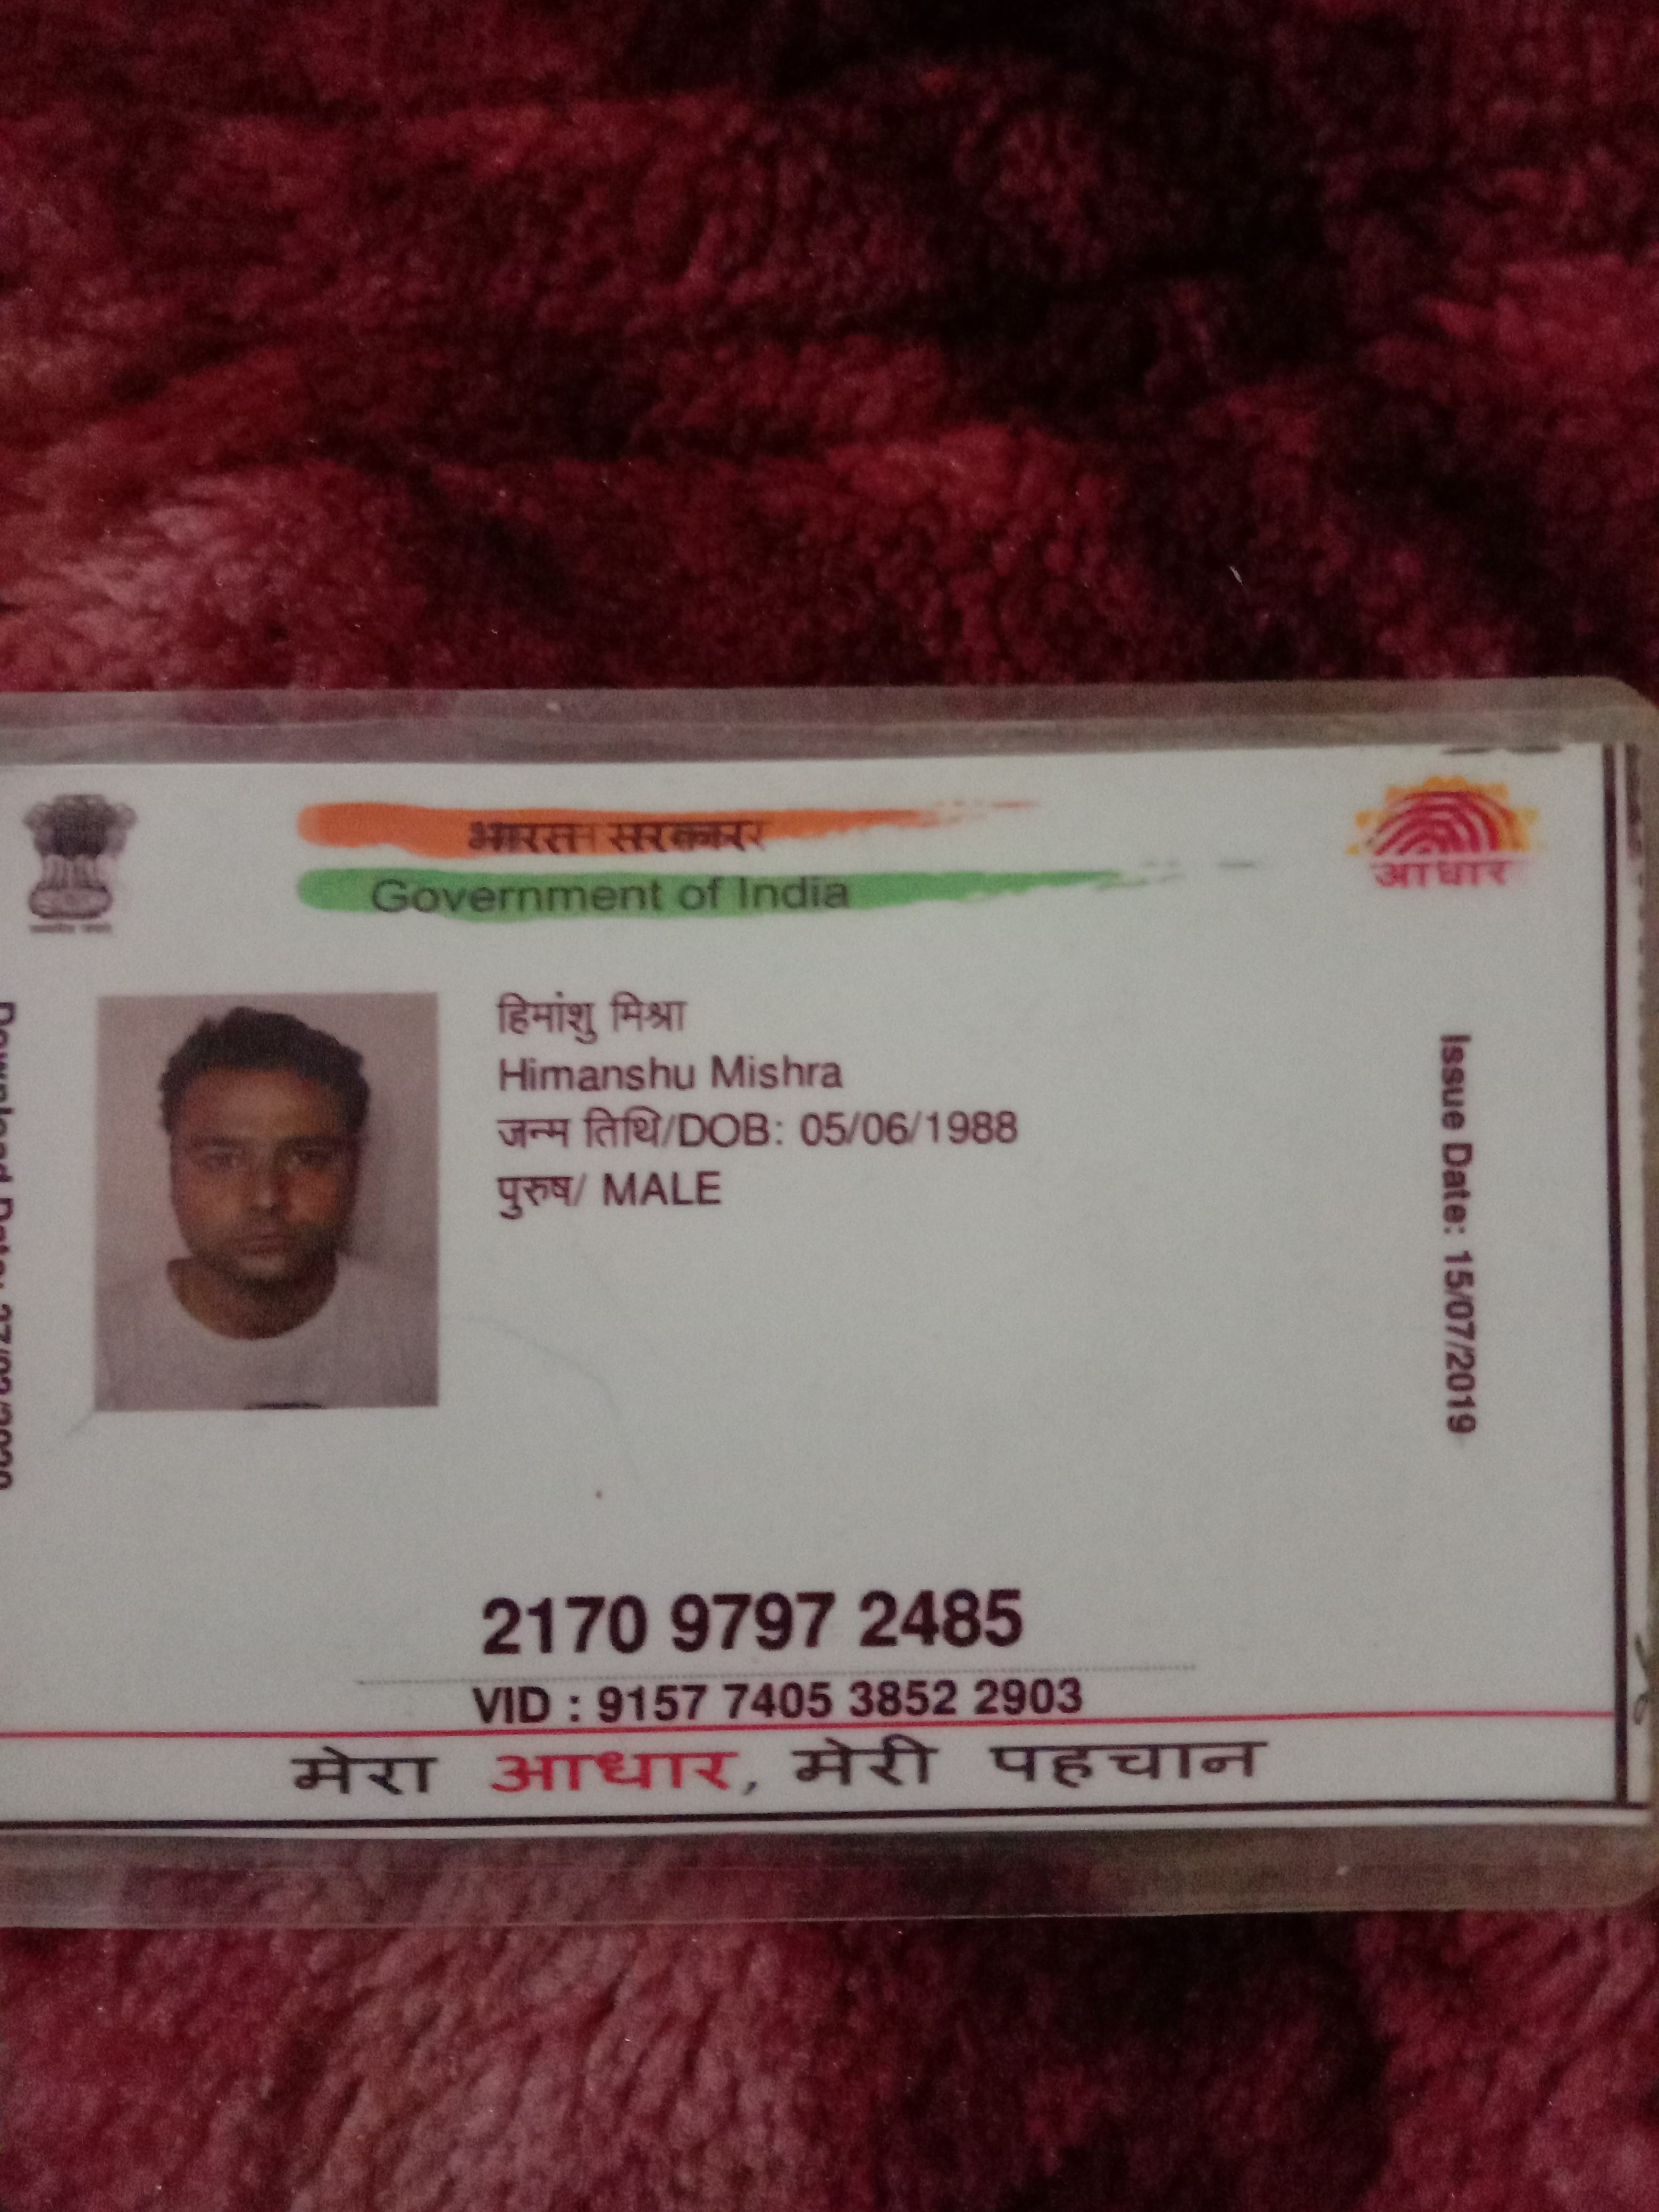 भारत सरकार
Government of India
आधार
हिमांशु मिश्रा
Himanshu Mishra
जन्म तिथि/DOB: 05/06/1988
पुरुष/ MALE
Issue Date: 15/07/2019
2170 9797 2485
VID : 9157 7405 3852 2903
मेरा आधार, मेरी पहचान